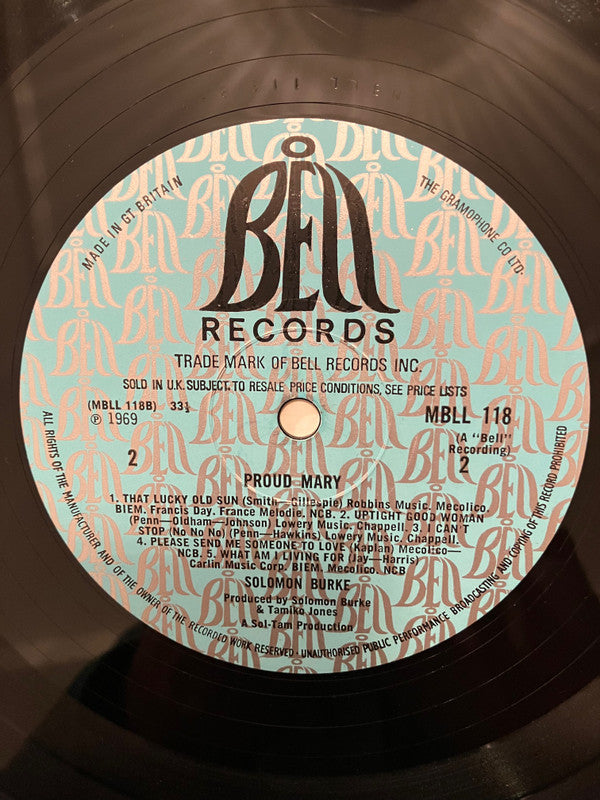 BELL
RECORDS
MADE IN GT BRITAIN
THE GRAMOPHONE CO LTD.
TRADE MARK OF BELL RECORDS INC.
SOLD IN U.K. SUBJECT. TO RESALE PRICE CONDITIONS, SEE PRICE LISTS
(MBLL 118B) 33⅓
℗ 1969
MBLL 118
(A "Bell"
Recording)
2
2
PROUD MARY
1. THAT LUCKY OLD SUN (Smith—Gillespie) Robbins Music. Mecolico.
BIEM. Francis Day. France Melodie. NCB. 2. UPTIGHT GOOD WOMAN
(Penn—Oldham—Johnson) Lowery Music. Chappell. 3. I CAN'T
STOP (No No No) (Penn—Hawkins) Lowery Music. Chappell.
4. PLEASE SEND ME SOMEONE TO LOVE (Kaplan) Mecolico—
NCB. 5. WHAT AM I LIVING FOR (Jay—Harris)
Carlin Music Corp. BIEM. Mecolico. NCB
SOLOMON BURKE
Produced by Solomon Burke
& Tamiko Jones
A Sol-Tam Production
ALL RIGHTS OF THE MANUFACTURER AND OF THE OWNER OF THE RECORDED WORK RESERVED · UNAUTHORISED PUBLIC PERFORMANCE BROADCASTING AND COPYING OF THIS RECORD PROHIBITED